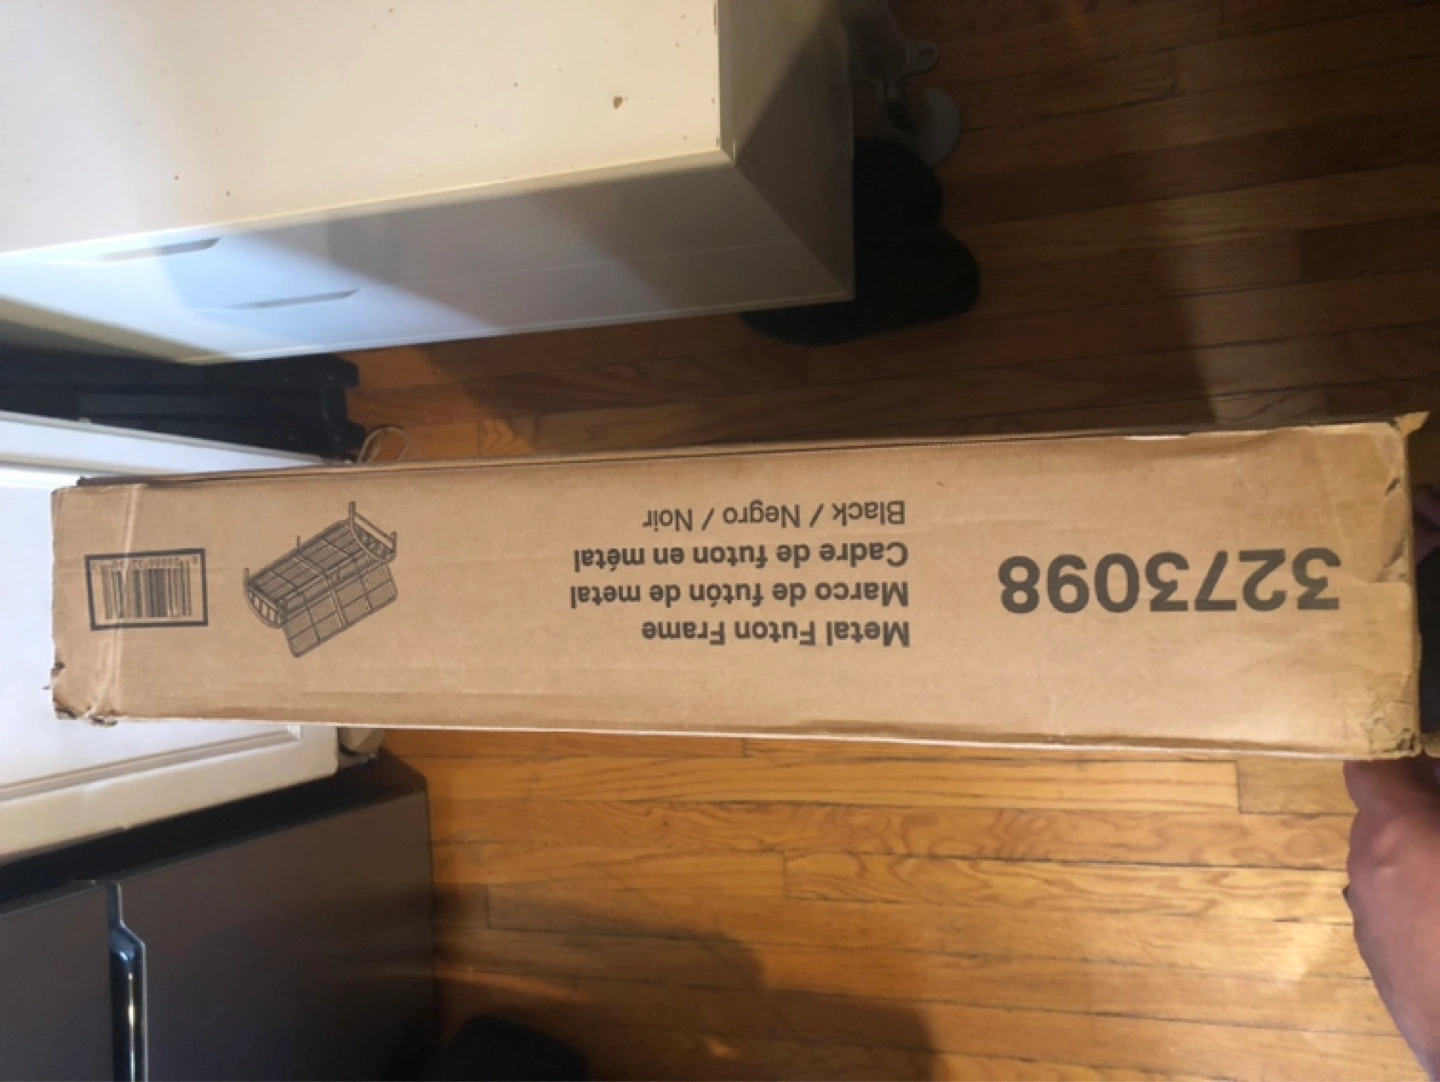 3273098
Metal Futon Frame
Marco de futón de metal
Cadre de futon en métal
Black / Negro / Noir